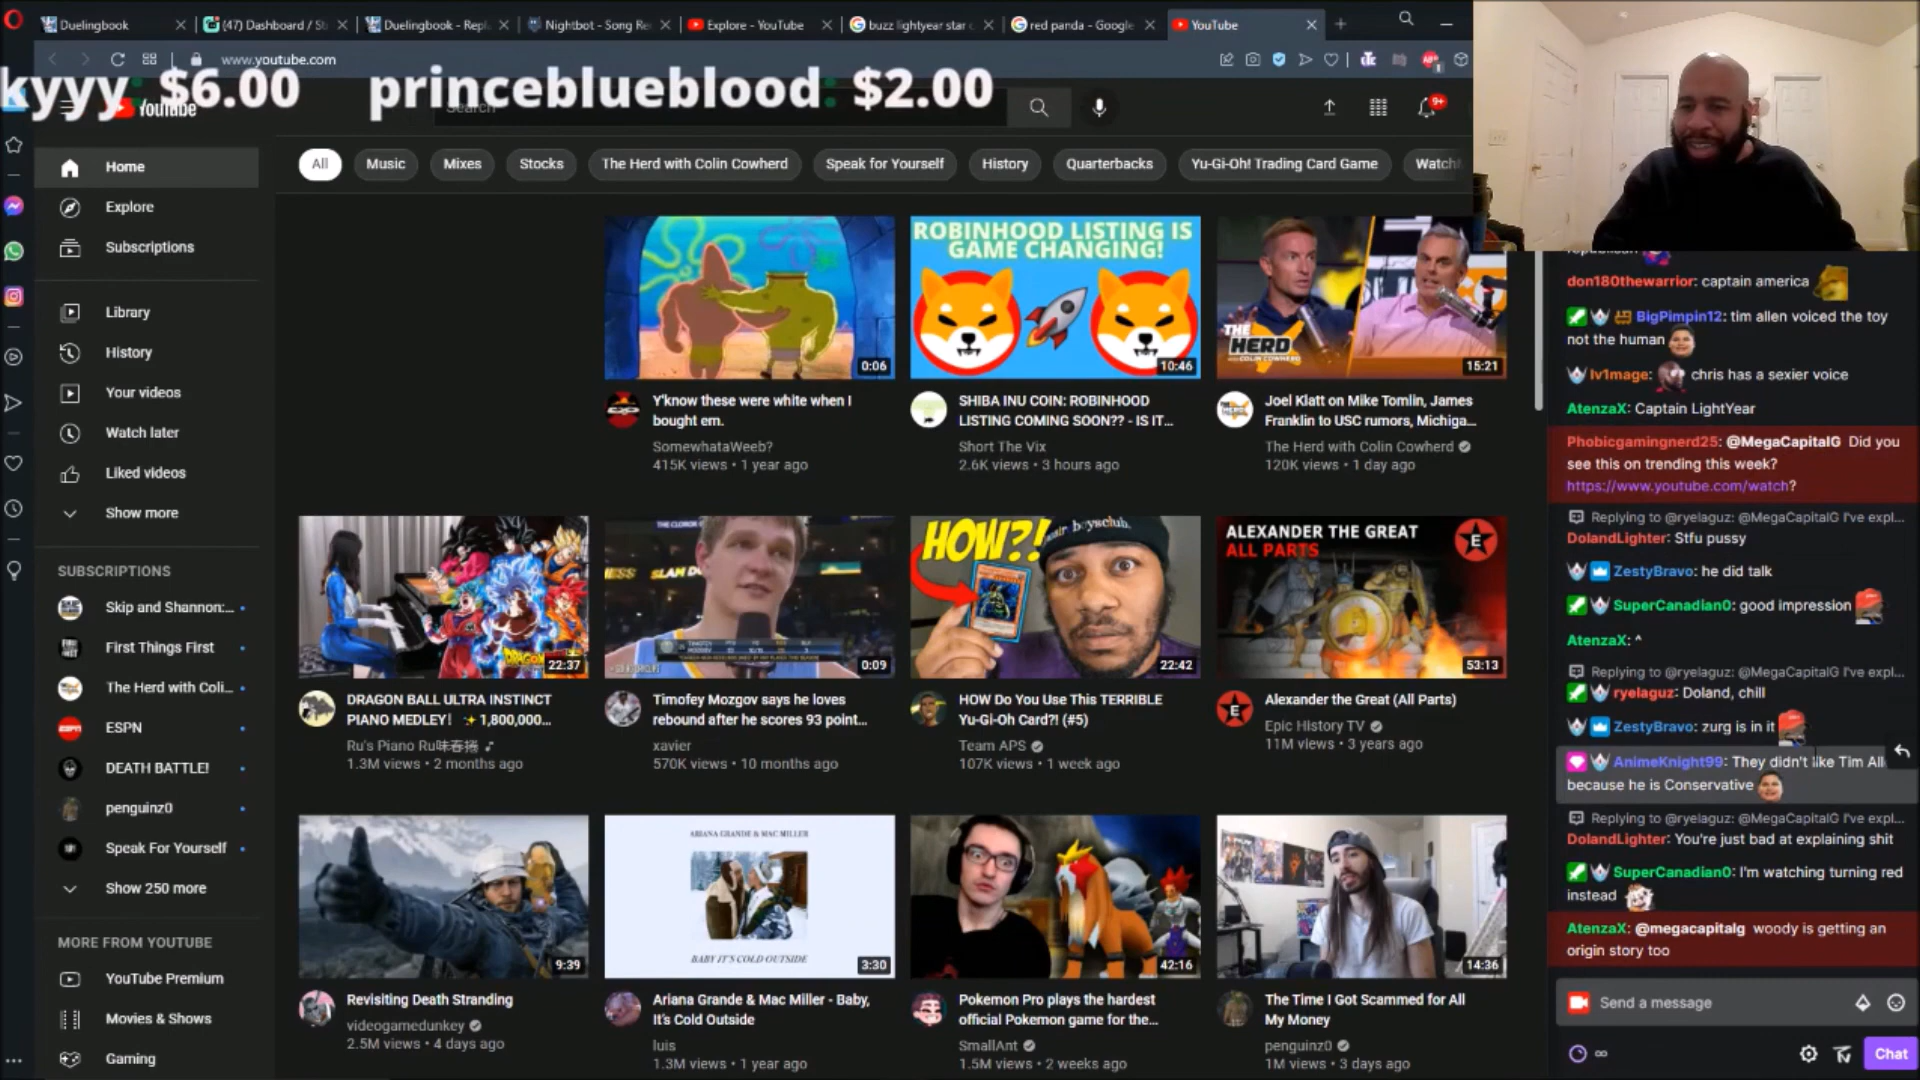 Duelingbook
(47) Dashboard / St
Duelingbook - Repl
Nightbot - Song Re
Explore - YouTube
buzz lightyear star c
red panda - Google
YouTube
www.youtube.com
kyyy: $6.00 princeblueblood: $2.00
YouTube
Search
9+
Home
Explore
Subscriptions
Library
History
Your videos
Watch later
Liked videos
Show more
SUBSCRIPTIONS
Skip and Shannon:...
First Things First
The Herd with Coli...
ESPN
DEATH BATTLE!
penguinz0
Speak For Yourself
Show 250 more
MORE FROM YOUTUBE
YouTube Premium
Movies & Shows
Gaming
All
Music
Mixes
Stocks
The Herd with Colin Cowherd
Speak for Yourself
History
Quarterbacks
Yu-Gi-Oh! Trading Card Game
Watch
0:06
Y'know these were white when I
bought em.
SomewhataWeeb?
415K views • 1 year ago
ROBINHOOD LISTING IS
GAME CHANGING!
10:46
SHIBA INU COIN: ROBINHOOD
LISTING COMING SOON?? - IS IT...
Short The Vix
2.6K views • 3 hours ago
THE
HERD
15:21
Joel Klatt on Mike Tomlin, James
Franklin to USC rumors, Michiga...
The Herd with Colin Cowherd
120K views • 1 day ago
22:37
DRAGON BALL ULTRA INSTINCT
PIANO MEDLEY! ✨1,800,000...
Ru's Piano Ru味春捲 ♪
1.3M views • 2 months ago
SLAM DU
0:09
Timofey Mozgov says he loves
rebound after he scores 93 point...
xavier
570K views • 10 months ago
HOW?!
boysclub.
22:42
HOW Do You Use This TERRIBLE
Yu-Gi-Oh Card?! (#5)
Team APS
107K views • 1 week ago
ALEXANDER THE GREAT
ALL PARTS
E
53:13
E
Alexander the Great (All Parts)
Epic History TV
11M views • 3 years ago
9:39
Revisiting Death Stranding
videogamedunkey
2.5M views • 4 days ago
ARIANA GRANDE & MAC MILLER
BABY IT'S COLD OUTSIDE
3:30
Ariana Grande & Mac Miller - Baby,
It's Cold Outside
luis
1.3M views • 1 year ago
42:16
Pokemon Pro plays the hardest
official Pokemon game for the...
SmallAnt
1.5M views • 2 weeks ago
14:36
The Time I Got Scammed for All
My Money
penguinz0
1M views • 3 days ago
don180thewarrior: captain america
BigPimpin12: tim allen voiced the toy
not the human
lv1mage: chris has a sexier voice
AtenzaX: Captain LightYear
Phobicgamingnerd25: @MegaCapitalG Did you
see this on trending this week?
https://www.youtube.com/watch?
Replying to @ryelaguz: @MegaCapitalG I've expl...
DolandLighter: Stfu pussy
ZestyBravo: he did talk
SuperCanadian0: good impression
AtenzaX: ^
Replying to @ryelaguz: @MegaCapitalG I've expl...
ryelaguz: Doland, chill
ZestyBravo: zurg is in it
AnimeKnight99: They didn't like Tim All
because he is Conservative
Replying to @ryelaguz: @MegaCapitalG I've expl...
DolandLighter: You're just bad at explaining shit
SuperCanadian0: I'm watching turning red
instead
AtenzaX: @megacapitalg woody is getting an
origin story too
Send a message
∞
Chat